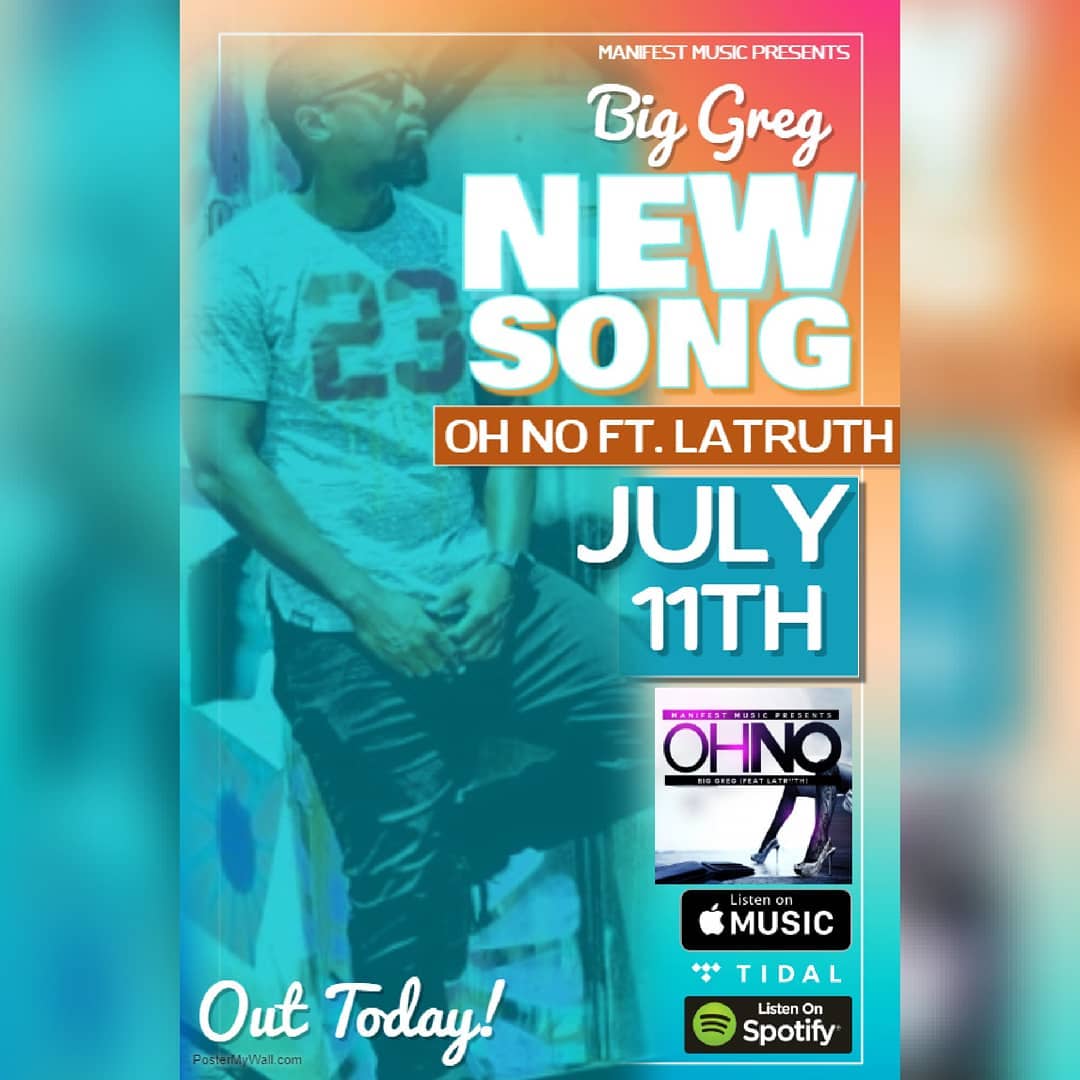 MANIFEST MUSIC PRESENTS
Big Greg
NEW
SONG
23
OH NO FT. LATRUTH
JULY
11TH
MANIFEST MUSIC PRESENTS
OHNO
BIG GREG (FEAT LATRUTH)
Listen on
MUSIC
TIDAL
Listen On
Spotify
Out Today!
PosterMyWall.com